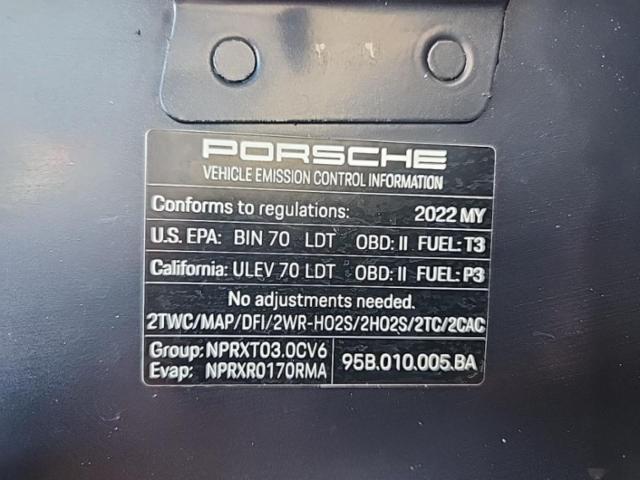 PORSCHE
VEHICLE EMISSION CONTROL INFORMATION
Conforms to regulations: 2022 MY
U.S. EPA: BIN 70 LDT OBD: II FUEL: T3
California: ULEV 70 LDT OBD: II FUEL: P3
No adjustments needed.
2TWC/MAP/DFI/2WR-HO2S/2HO2S/2TC/2CAC
Group: NPRXT03.0CV6
Evap: NPRXR0170RMA
95B.010.005.BA